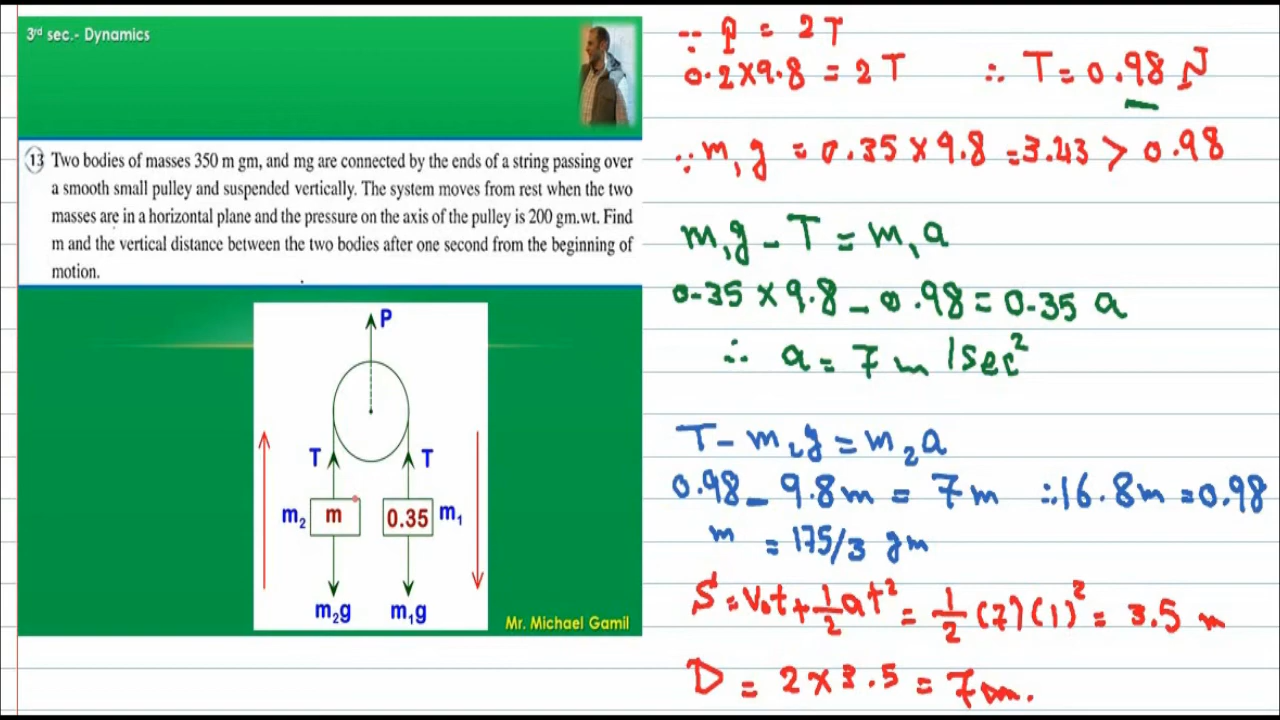 3rd sec.- Dynamics
13 Two bodies of masses 350 m gm, and mg are connected by the ends of a string passing over
a smooth small pulley and suspended vertically. The system moves from rest when the two
masses are in a horizontal plane and the pressure on the axis of the pulley is 200 gm.wt. Find
m and the vertical distance between the two bodies after one second from the beginning of
motion.
P
T T
m2 m 0.35 m1
m2g m1g
Mr. Michael Gamil
∵ P = 2T
0.2×9.8 = 2T ∴ T = 0.98 N
∵ m1g = 0.35×9.8 = 3.43 > 0.98
m1g - T = m1a
0.35 × 9.8 - 0.98 = 0.35 a
∴ a = 7 m/sec²
T - m2g = m2a
0.98 - 9.8m = 7m ∴ 16.8m = 0.98
m = 175/3 gm
S = V₀t + 1/2 at² = 1/2 (7)(1)² = 3.5 m
D = 2 × 3.5 = 7 m.